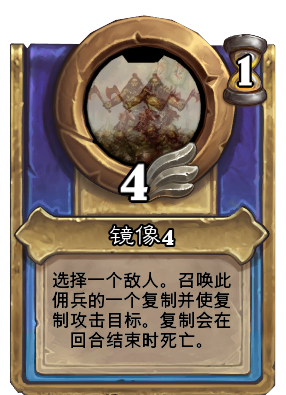 1
4
镜像4
选择一个敌人。召唤此
佣兵的一个复制并使复
制攻击目标。复制会在
回合结束时死亡。